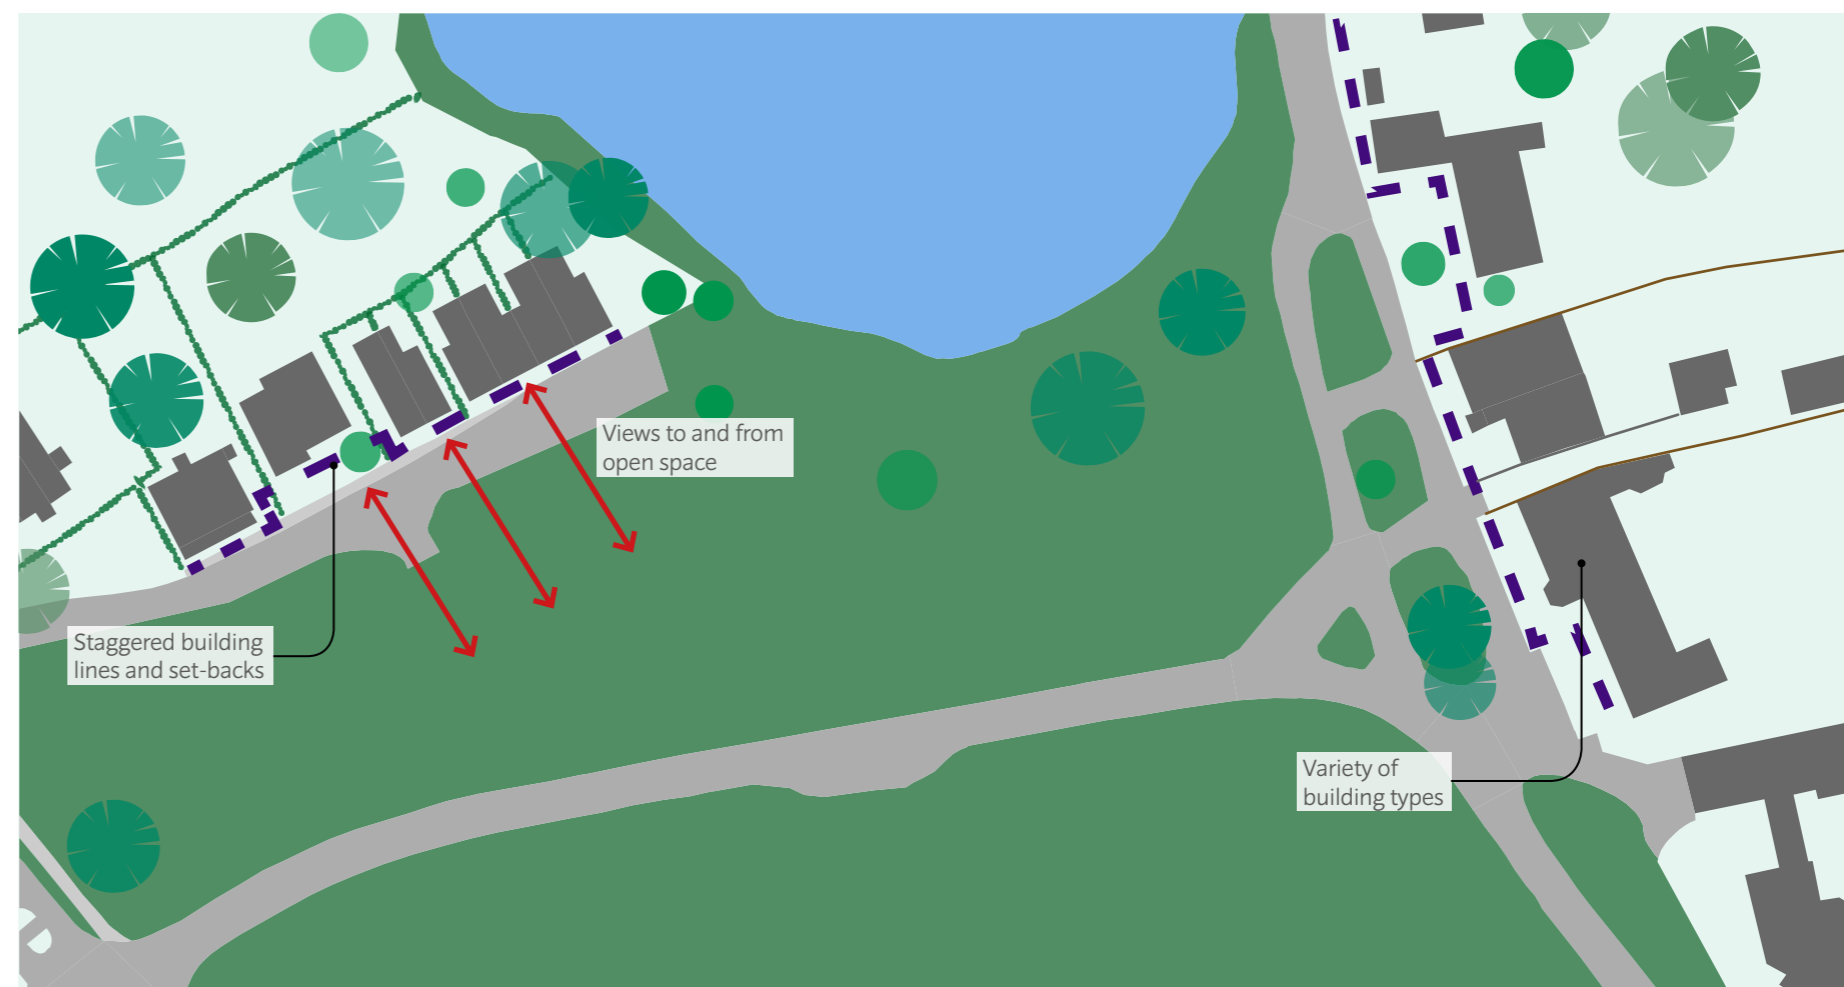 Views to and from
open space
Staggered building
lines and set-backs
Variety of
building types